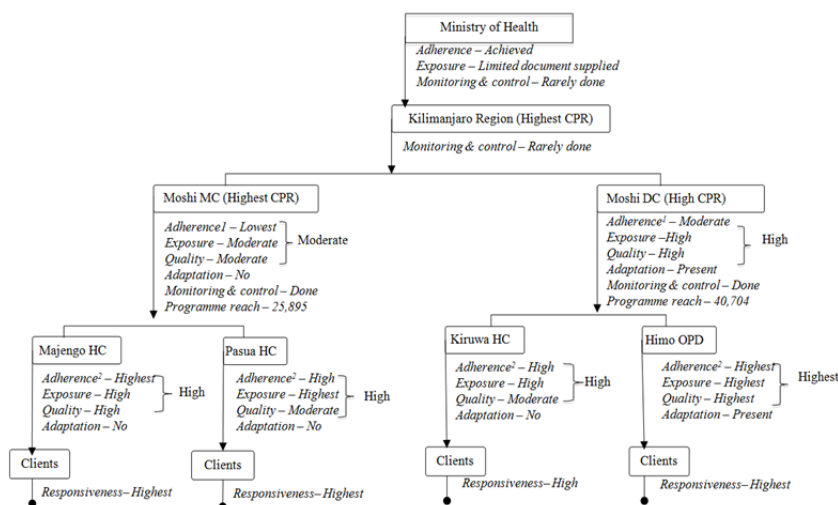 Ministry of Health
Adherence – Achieved
Exposure – Limited document supplied
Monitoring & control – Rarely done
Kilimanjaro Region (Highest CPR)
Monitoring & control – Rarely done
Moshi MC (Highest CPR)
Adherence1 – Lowest
Exposure – Moderate
Quality – Moderate
Moderate
Adaptation – No
Monitoring & control – Done
Programme reach – 25,895
Moshi DC (High CPR)
Adherence¹ – Moderate
Exposure –High
Quality – High
High
Adaptation – Present
Monitoring & control – Done
Programme reach – 40,704
Majengo HC
Adherence² – Highest
Exposure – High
Quality – High
High
Adaptation – No
Clients
Responsiveness– Highest
Pasua HC
Adherence² – High
Exposure – Highest
Quality – Moderate
High
Adaptation – No
Clients
Responsiveness– Highest
Kiruwa HC
Adherence² – High
Exposure – High
Quality – Moderate
High
Adaptation – No
Clients
Responsiveness– High
Himo OPD
Adherence² – Highest
Exposure – Highest
Quality – Highest
Highest
Adaptation – Present
Clients
Responsiveness– Highest